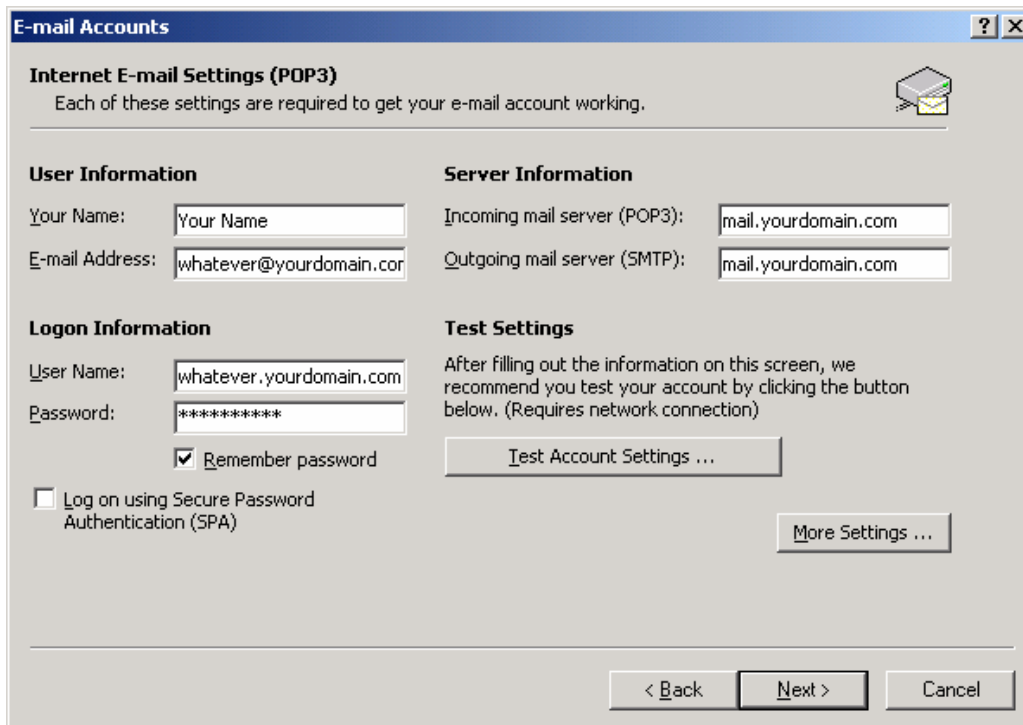 E-mail Accounts
Internet E-mail Settings (POP3)
Each of these settings are required to get your e-mail account working.
User Information
Your Name: Your Name
E-mail Address: whatever@yourdomain.com
Logon Information
User Name: whatever.yourdomain.com
Password: **********
Remember password
Log on using Secure Password
Authentication (SPA)
Server Information
Incoming mail server (POP3): mail.yourdomain.com
Outgoing mail server (SMTP): mail.yourdomain.com
Test Settings
After filling out the information on this screen, we
recommend you test your account by clicking the button
below. (Requires network connection)
Test Account Settings ...
More Settings ...
< Back
Next >
Cancel